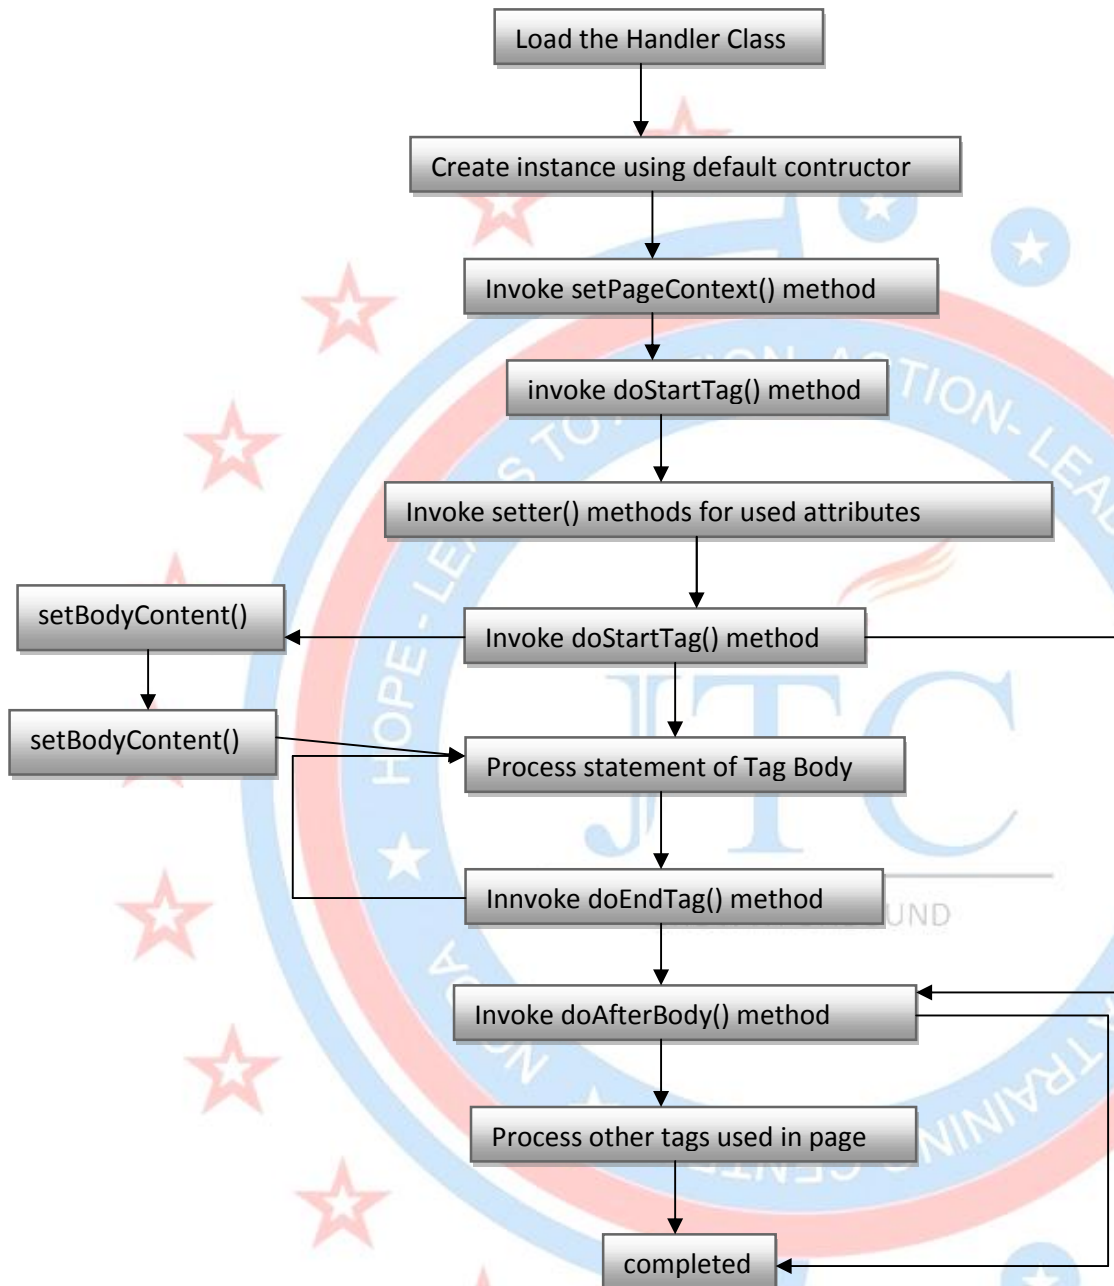 Load the Handler Class
Create instance using default contructor
Invoke setPageContext() method
invoke doStartTag() method
Invoke setter() methods for used attributes
setBodyContent()
Invoke doStartTag() method
setBodyContent()
Process statement of Tag Body
Innvoke doEndTag() method
Invoke doAfterBody() method
Process other tags used in page
completed
JTC
UND